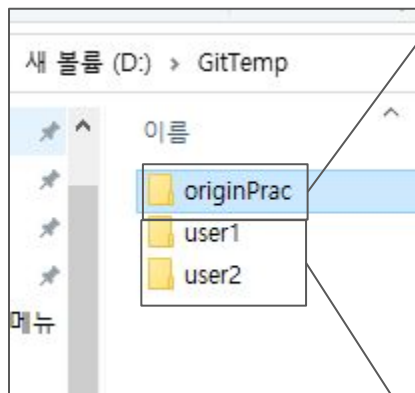 새 볼륨 (D:) › GitTemp
이름
originPrac
user1
user2
메뉴